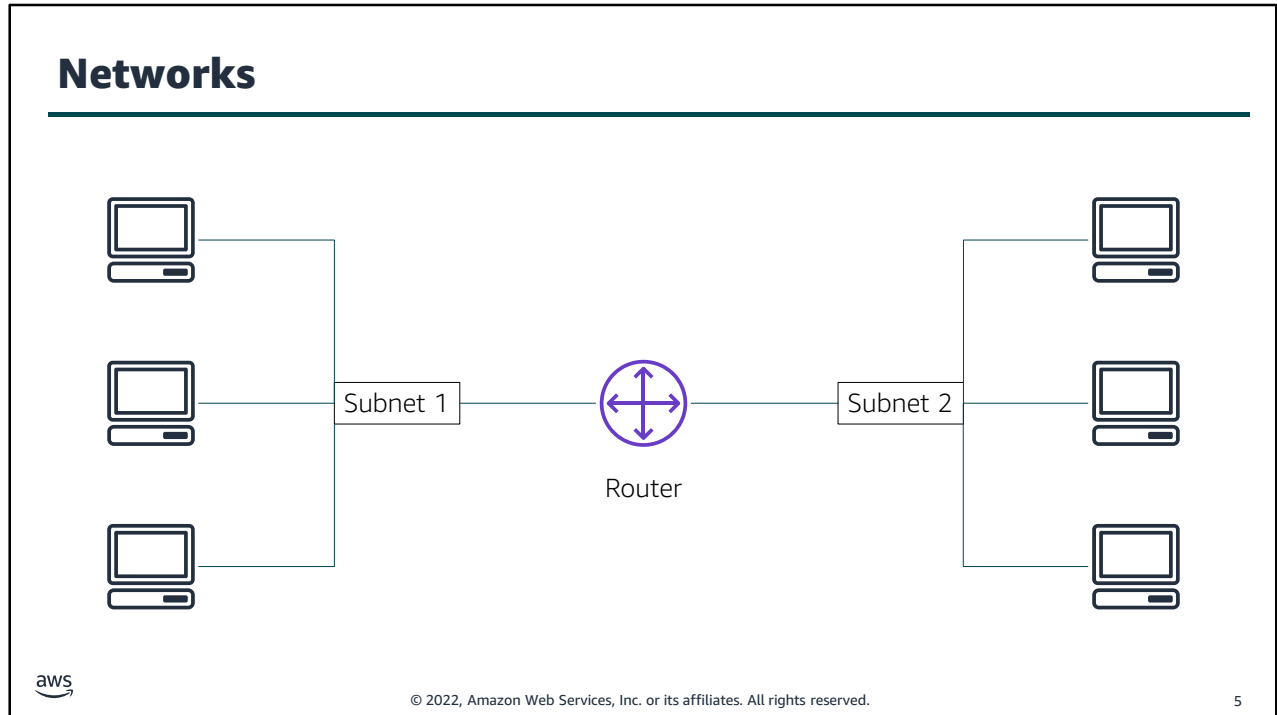 Networks
Subnet 1
Subnet 2
Router
aws
© 2022, Amazon Web Services, Inc. or its affiliates. All rights reserved.
5